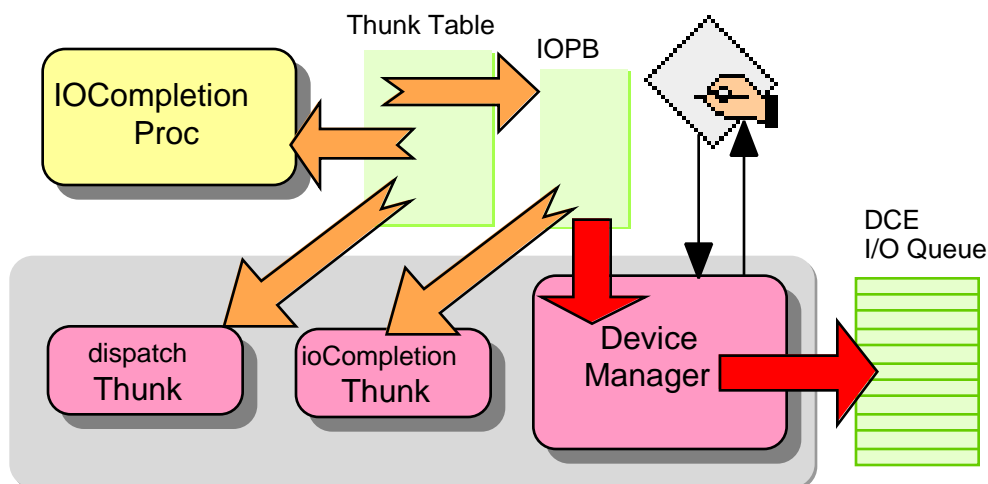 Thunk Table
IOPB
IOCompletion
Proc
DCE
I/O Queue
dispatch
Thunk
ioCompletion
Thunk
Device
Manager